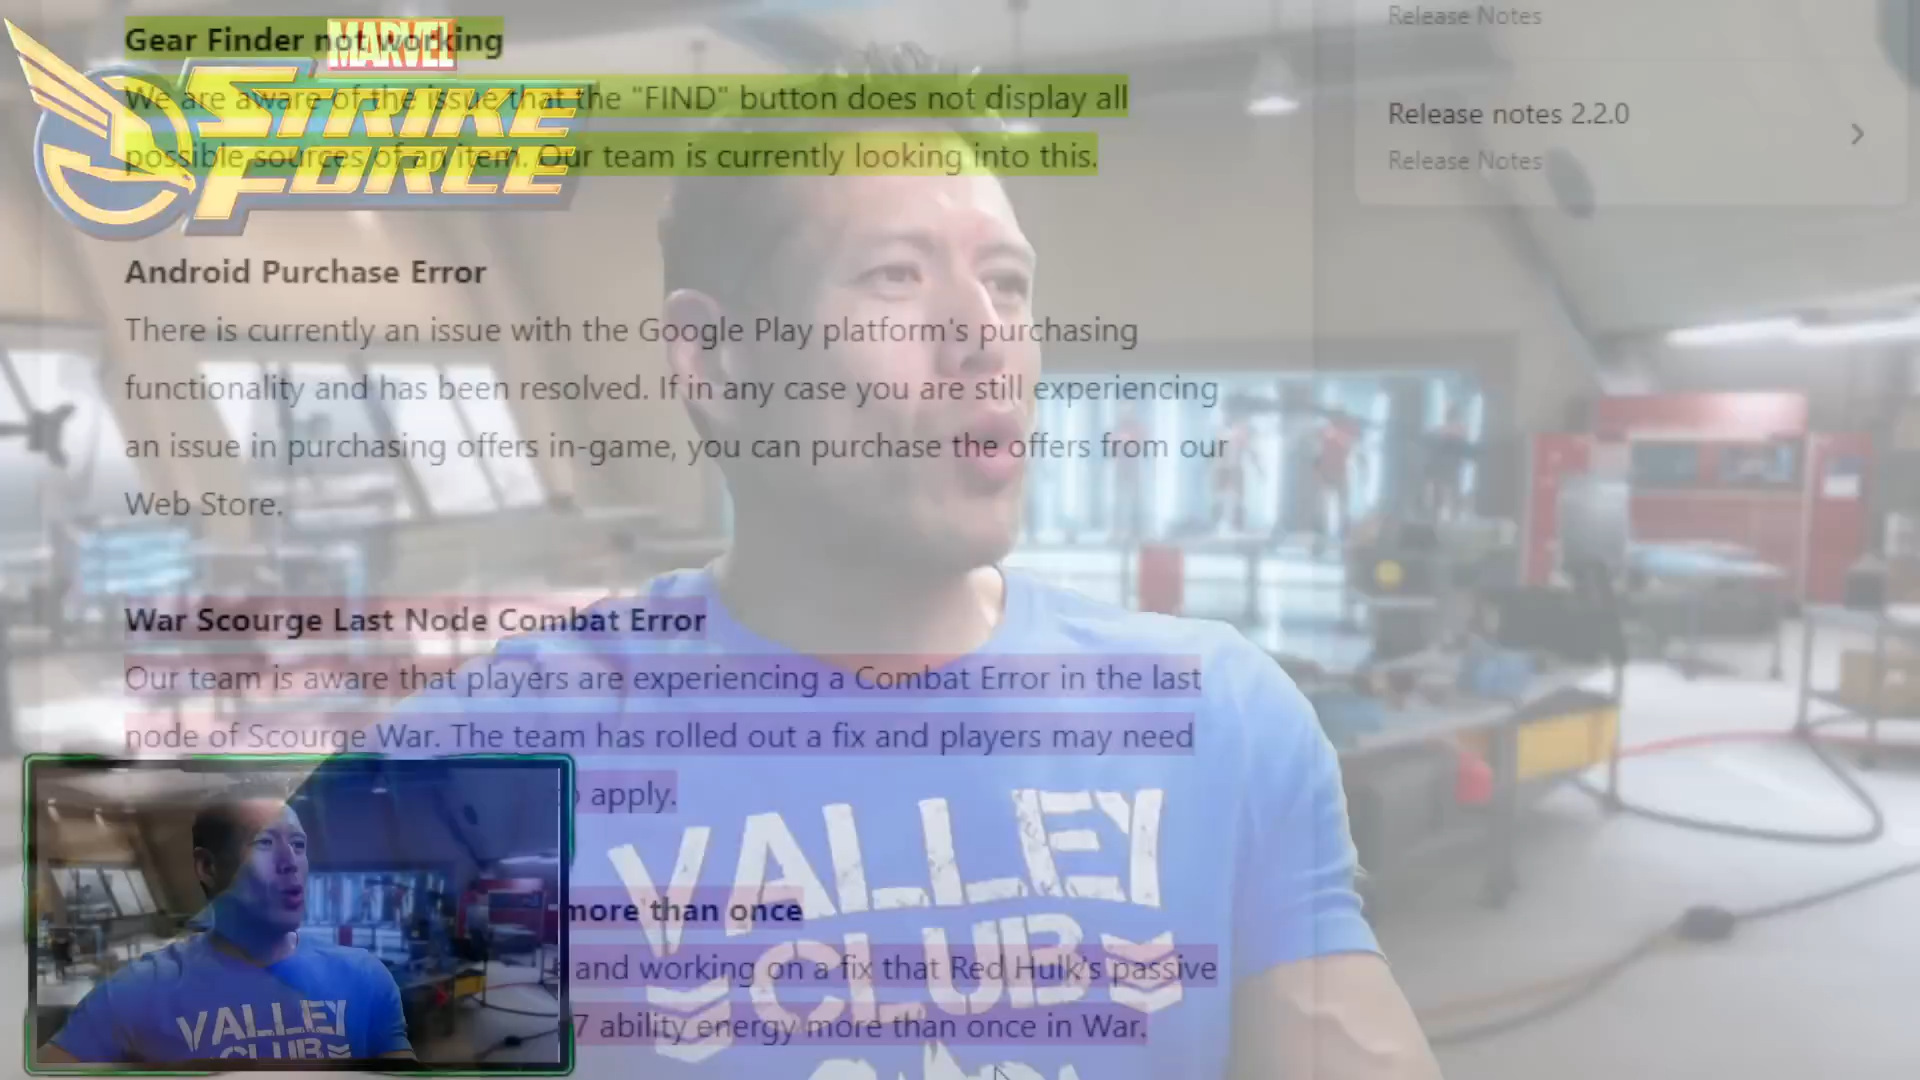 Gear Finder not working
MARVEL
STRIKE
FORCE
We are aware of the issue that the "FIND" button does not display all
possible sources of an item. Our team is currently looking into this.
Android Purchase Error
There is currently an issue with the Google Play platform's purchasing
functionality and has been resolved. If in any case you are still experiencing
an issue in purchasing offers in-game, you can purchase the offers from our
Web Store.
War Scourge Last Node Combat Error
Our team is aware that players are experiencing a Combat Error in the last
node of Scourge War. The team has rolled out a fix and players may need
apply.
more than once
and working on a fix that Red Hulk's passive
7 ability energy more than once in War.
Release Notes
Release notes 2.2.0
Release Notes
VALLEY
CLUB
VALLEY
CLUB